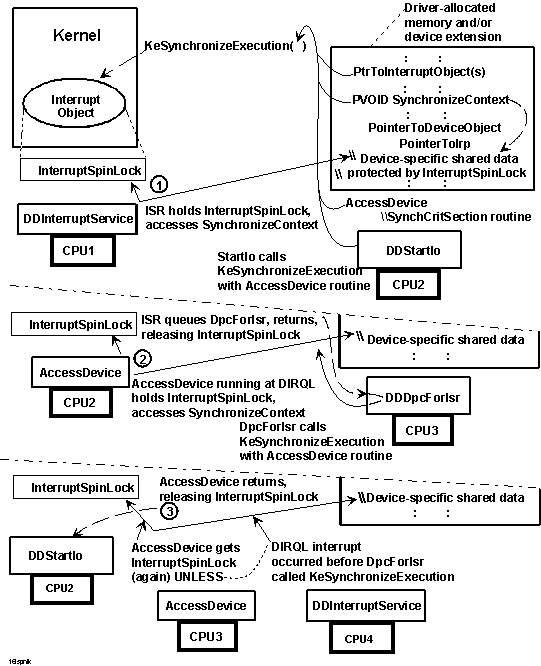 Kernel
Driver-allocated
memory and/or
device extension
KeSynchronizeExecution( )
PtrToInterruptObject(s)
: :
PVOID SynchronizeContext
: :
PointerToDeviceObject
PointerToIrp
\\ Device-specific shared data
\\ protected by InterruptSpinLock
: :
Interrupt
Object
InterruptSpinLock
1
ISR holds InterruptSpinLock,
accesses SynchronizeContext
DDInterruptService
CPU1
AccessDevice
\\SynchCritSection routine
StartIo calls
KeSynchronizeExecution
with AccessDevice routine
DDStartIo
CPU2
InterruptSpinLock
ISR queues DpcForIsr, returns,
releasing InterruptSpinLock
\\ Device-specific shared data
: :
2
AccessDevice
CPU2
AccessDevice running at DIRQL
holds InterruptSpinLock,
accesses SynchronizeContext
DpcForIsr calls
KeSynchronizeExecution
with AccessDevice routine
DDDpcForIsr
CPU3
InterruptSpinLock
AccessDevice returns,
releasing InterruptSpinLock
\\Device-specific shared data
: :
3
DDStartIo
CPU2
AccessDevice gets
InterruptSpinLock
(again) UNLESS
DIRQL interrupt
occurred before DpcForIsr
called KeSynchronizeExecution
AccessDevice
CPU3
DDInterruptService
CPU4